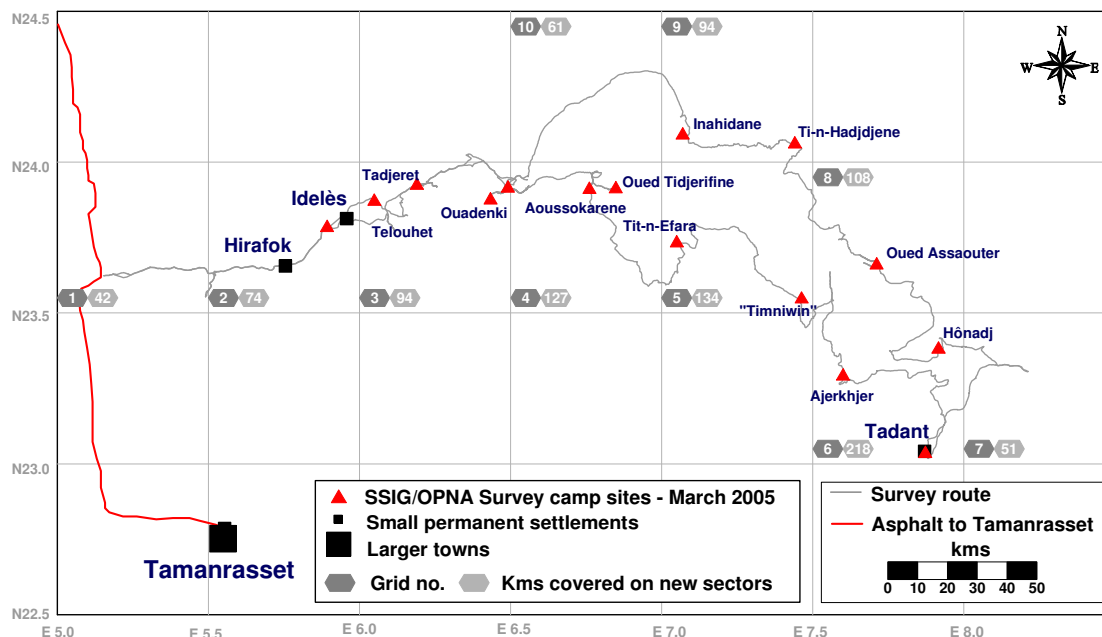 N24.5
10 61
9 94
N
W E
S
Inahidane
Ti-n-Hadjdjene
N24.0
Tadjeret
8 108
Idelès
Oued Tidjerifine
Ouadenki
Aoussokarene
Telouhet
Tit-n-Efara
Hirafok
Oued Assaouter
1 42
2 74
3 94
4 127
5 134
"Timniwin"
N23.5
Hônadj
Ajerkhjer
Tadant
6 218
7 51
N23.0
SSIG/OPNA Survey camp sites - March 2005
Small permanent settlements
Larger towns
Grid no.
Kms covered on new sectors
Survey route
Asphalt to Tamanrasset
kms
0 10 20 30 40 50
Tamanrasset
N22.5
E 5.0
E 5.5
E 6.0
E 6.5
E 7.0
E 7.5
E 8.0